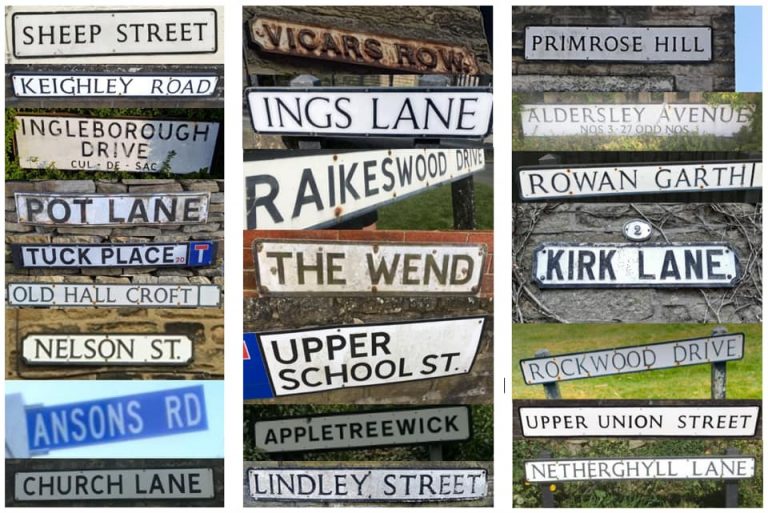 SHEEP STREET
KEIGHLEY ROAD
INGLEBOROUGH
DRIVE
CUL-DE-SAC
POT LANE
TUCK PLACE 20 T
OLD HALL CROFT
NELSON ST.
ANSONS RD
CHURCH LANE
VICARS ROW
INGS LANE
RAIKESWOOD DRIVE
THE WEND
UPPER
SCHOOL ST.
APPLETREEWICK
LINDLEY STREET
PRIMROSE HILL
ALDERSLEY AVENUE
NOS 3-27 ODD NOS
ROWAN GARTH
2
KIRK LANE
ROCKWOOD DRIVE
UPPER UNION STREET
NETHERGHYLL LANE